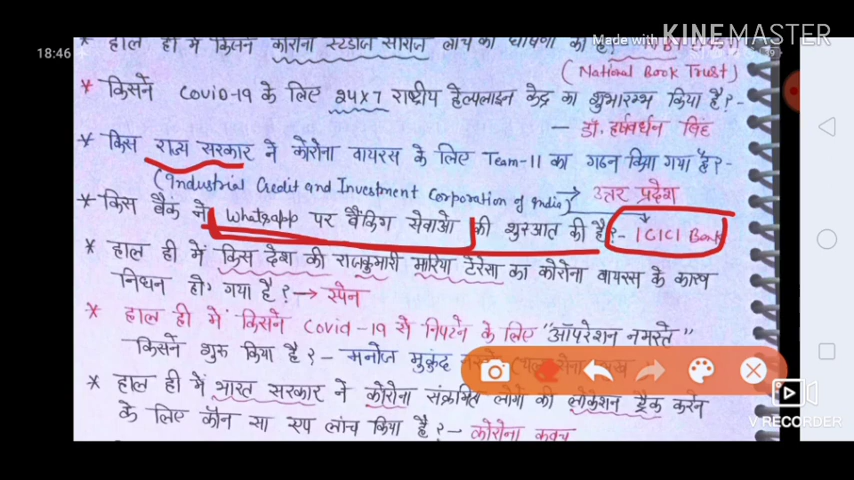 Made with KINEMASTER
18:46
* हाल ही में किसने कोरोना स्टडीज सीरीज लांच की घोषणा की है?
(National Book Trust)
* किसने Covid-19 के लिए 24x7 राष्ट्रीय हेल्पलाइन केंद्र का शुभारम्भ किया है?-
— डॉ. हर्षवर्धन सिंह
* किस राज्य सरकार ने कोरोना वायरस के लिए Team-11 का गठन किया गया है?-
(Industrial Credit and Investment Corporation of India) → उत्तर प्रदेश
* किस बैंक ने Whatsapp पर बैंकिग सेवाओ की शुरुआत की है?- ICICI Bank
* हाल ही में किस देश की राजकुमारी मारिया टेरेसा का कोरोना वायरस के कारण
निधन हो गया है? → स्पेन
* हाल ही में किसने Covid-19 से निपटने के लिए "ऑपरेशन नमस्ते"
किसने शुरू किया है?- मनोज मुकुंद
* हाल ही में भारत सरकार ने कोरोना संक्रमित लोगों की लोकेशन ट्रैक करने
के लिए कौन सा एप लांच किया है?- कोरोना कवच
V RECORDER